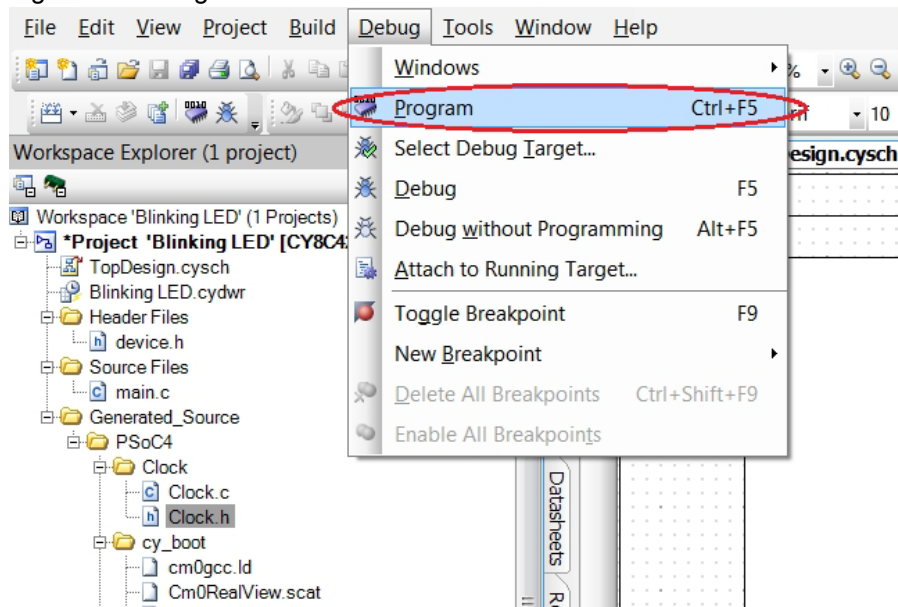 File Edit View Project Build Debug Tools Window Help
Windows
%
Program Ctrl+F5
10
Workspace Explorer (1 project)
Select Debug Target...
esign.cysch
Debug F5
Workspace 'Blinking LED' (1 Projects)
Debug without Programming Alt+F5
*Project 'Blinking LED' [CY8C42
TopDesign.cysch
Attach to Running Target...
Blinking LED.cydwr
Header Files
Toggle Breakpoint F9
device.h
New Breakpoint
Source Files
main.c
Delete All Breakpoints Ctrl+Shift+F9
Generated_Source
Enable All Breakpoints
PSoC4
Clock
Clock.c
Clock.h
Datasheets
cy_boot
cm0gcc.ld
Cm0RealView.scat